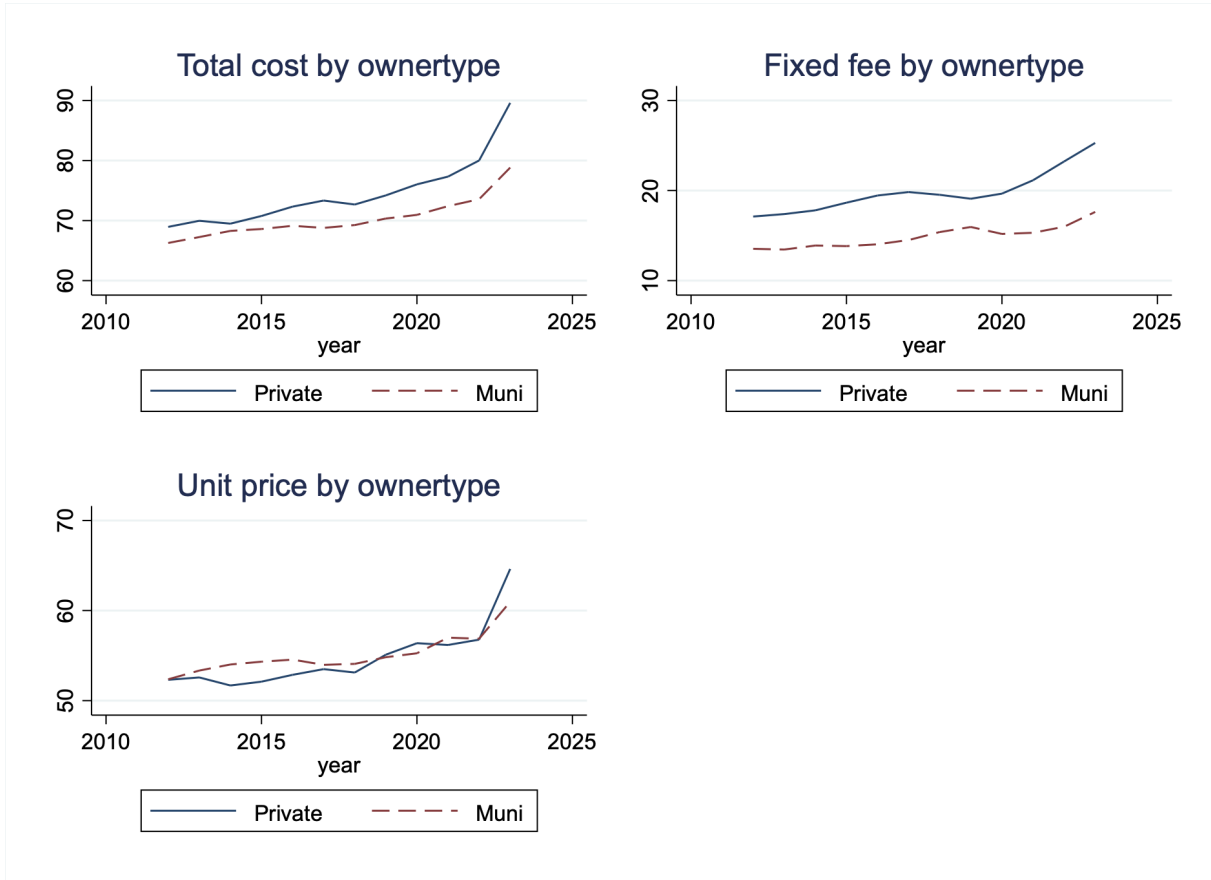 Total cost by ownertype
90
80
70
60
2010 2015 2020 2025
year
Private Muni
Fixed fee by ownertype
30
20
10
2010 2015 2020 2025
year
Private Muni
Unit price by ownertype
70
60
50
2010 2015 2020 2025
year
Private Muni